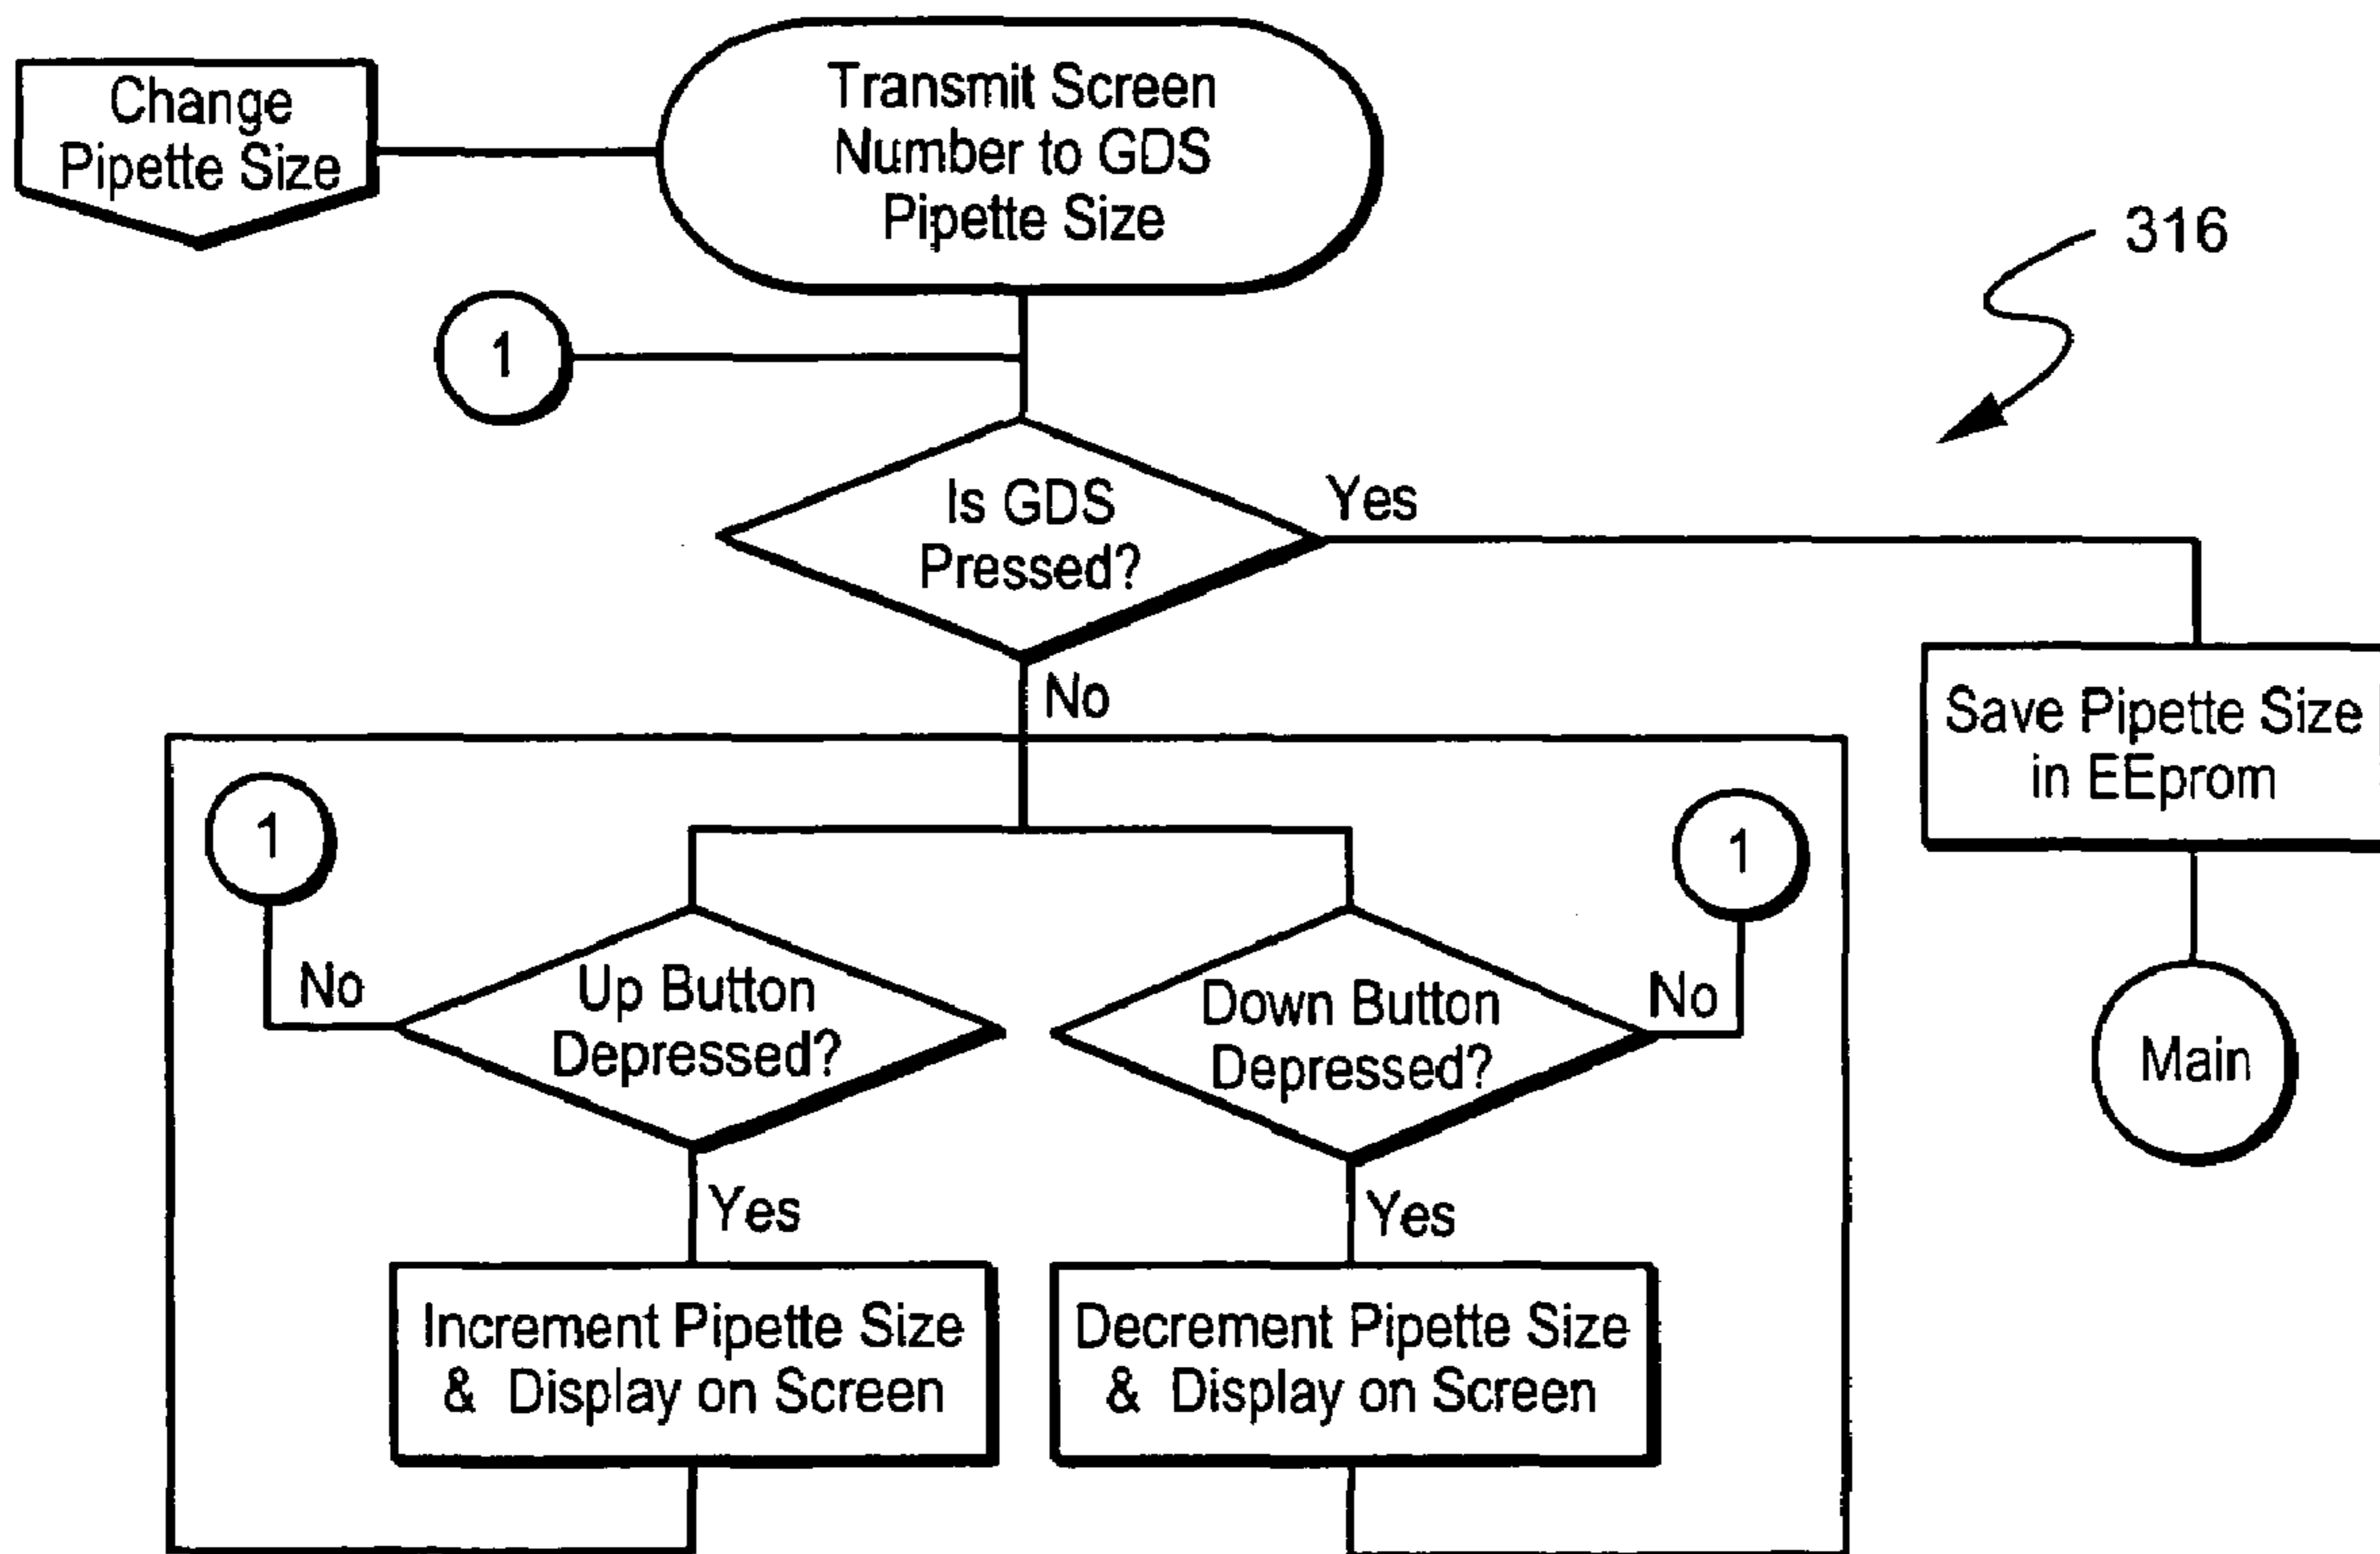 Change
Pipette Size
Transmit Screen
Number to GDS
Pipette Size
316
1
Is GDS
Pressed?
Yes
No
Save Pipette Size
in EEprom
Main
1
1
No
Up Button
Depressed?
Down Button
Depressed?
No
Yes
Yes
Increment Pipette Size
& Display on Screen
Decrement Pipette Size
& Display on Screen